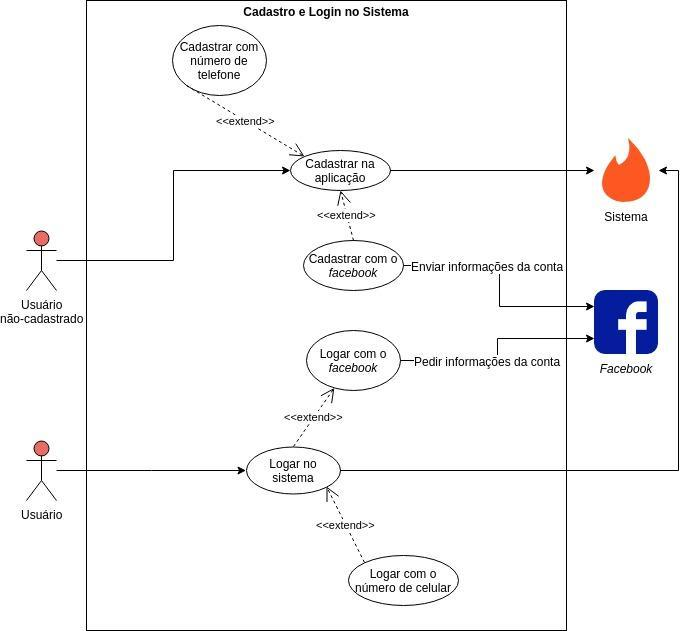 Cadastro e Login no Sistema
Cadastrar com
número de
telefone
<<extend>>
Cadastrar na
aplicação
Sistema
<<extend>>
Cadastrar com o
facebook
Enviar informações da conta
Usuário
não-cadastrado
Logar com o
facebook
Pedir informações da conta
Facebook
<<extend>>
Logar no
sistema
Usuário
<<extend>>
Logar com o
número de celular